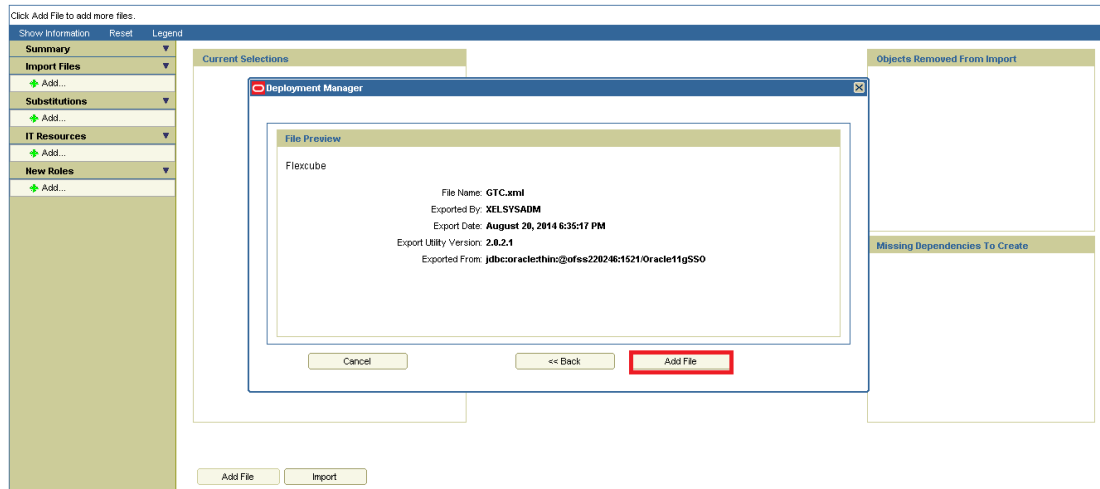 Click Add File to add more files.
Show Information Reset Legend
Summary
Import Files
Add...
Substitutions
Add...
IT Resources
Add...
New Roles
Add...
Current Selections
Objects Removed From Import
Deployment Manager
File Preview
Flexcube
File Name: GTC.xml
Exported By: XELSYSADM
Export Date: August 20, 2014 6:35:17 PM
Export Utility Version: 2.0.2.1
Exported From: jdbc:oracle:thin:@ofss220246:1521/Oracle11gSSO
Cancel << Back Add File
Missing Dependencies To Create
Add File Import